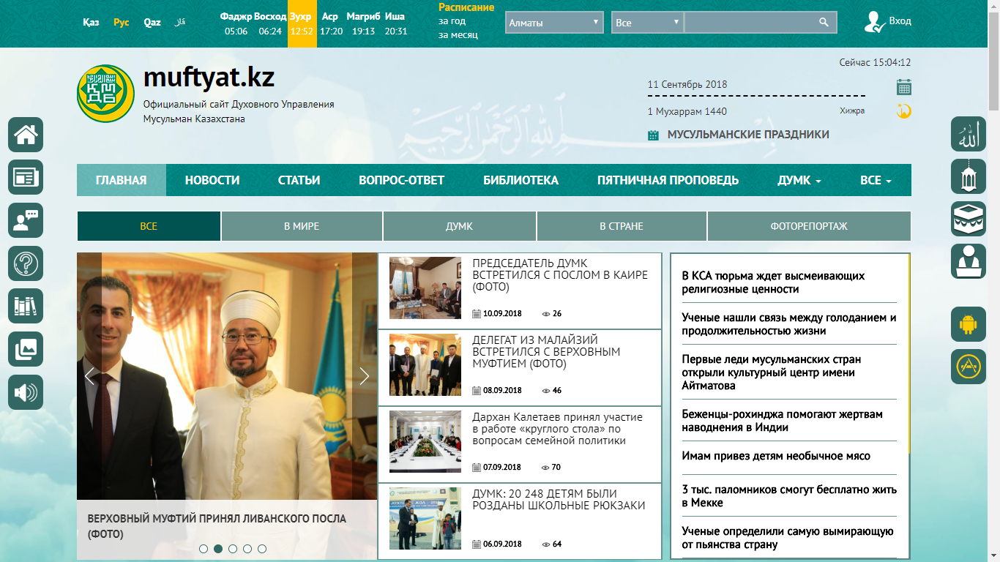 Қаз Рус Qaz قاز
Фаджр Восход Зухр Аср Магриб Иша
05:06 06:24 12:52 17:20 19:13 20:31
Расписание
за год
за месяц
Алматы
Все
Вход
Сейчас 15:04:12
muftyat.kz
Официальный сайт Духовного Управления
Мусульман Казахстана
11 Сентябрь 2018
1 Мухаррам 1440 Хижра
МУСУЛЬМАНСКИЕ ПРАЗДНИКИ
بسم الله الرحمن الرحيم
ГЛАВНАЯ НОВОСТИ СТАТЬИ ВОПРОС-ОТВЕТ БИБЛИОТЕКА ПЯТНИЧНАЯ ПРОПОВЕДЬ ДУМК ВСЕ
ВСЕ В МИРЕ ДУМК В СТРАНЕ ФОТОРЕПОРТАЖ
ВЕРХОВНЫЙ МУФТИЙ ПРИНЯЛ ЛИВАНСКОГО ПОСЛА
(ФОТО)
ПРЕДСЕДАТЕЛЬ ДУМК
ВСТРЕТИЛСЯ С ПОСЛОМ В КАИРЕ
(ФОТО)
10.09.2018 26
ДЕЛЕГАТ ИЗ МАЛАЙЗИЙ
ВСТРЕТИЛСЯ С ВЕРХОВНЫМ
МУФТИЕМ (ФОТО)
08.09.2018 46
Дархан Калетаев принял участие
в работе «круглого стола» по
вопросам семейной политики
07.09.2018 70
ДУМК: 20 248 ДЕТЯМ БЫЛИ
РОЗДАНЫ ШКОЛЬНЫЕ РЮКЗАКИ
06.09.2018 64
В КСА тюрьма ждет высмеивающих
религиозные ценности
Ученые нашли связь между голоданием и
продолжительностью жизни
Первые леди мусульманских стран
открыли культурный центр имени
Айтматова
Беженцы-рохинджа помогают жертвам
наводнения в Индии
Имам привез детям необычное мясо
3 тыс. паломников смогут бесплатно жить
в Мекке
Ученые определили самую вымирающую
от пьянства страну
الله